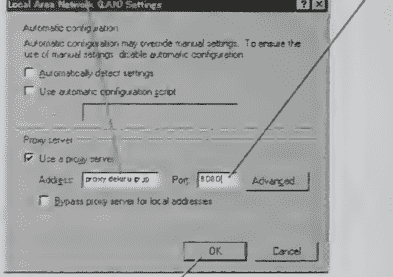 Local Area Network (LAN) Settings
Automatic configuration
Automatic configuration may override manual settings. To ensure the
use of manual settings, disable automatic configuration.
Automatically detect settings
Use automatic configuration script
Proxy server
Use a proxy server
Address: Port: 8080 Advanced
Bypass proxy server for local addresses
OK Cancel